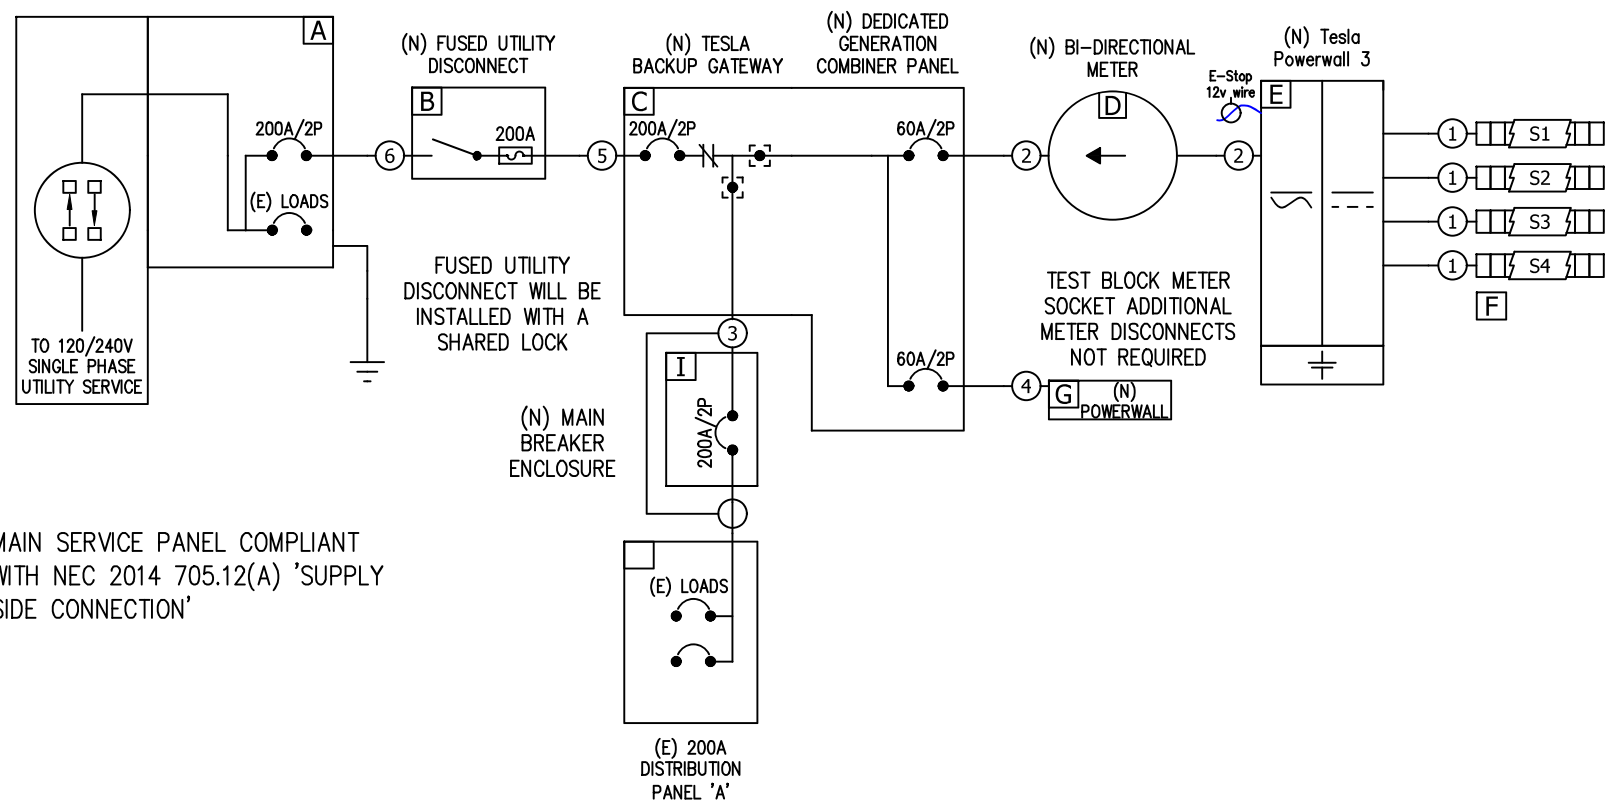 A
200A/2P
(E) LOADS
TO 120/240V
SINGLE PHASE
UTILITY SERVICE
6
(N) FUSED UTILITY
DISCONNECT
B
200A
FUSED UTILITY
DISCONNECT WILL BE
INSTALLED WITH A
SHARED LOCK
5
(N) TESLA
BACKUP GATEWAY
C
200A/2P
(N) DEDICATED
GENERATION
COMBINER PANEL
60A/2P
60A/2P
2
(N) BI-DIRECTIONAL
METER
D
TEST BLOCK METER
SOCKET ADDITIONAL
METER DISCONNECTS
NOT REQUIRED
4
G
(N)
POWERWALL
E-Stop
12v wire
2
(N) Tesla
Powerwall 3
E
1
S1
1
S2
1
S3
1
S4
F
3
I
200A/2P
(N) MAIN
BREAKER
ENCLOSURE
(E) LOADS
(E) 200A
DISTRIBUTION
PANEL 'A'
MAIN SERVICE PANEL COMPLIANT
WITH NEC 2014 705.12(A) 'SUPPLY
SIDE CONNECTION'